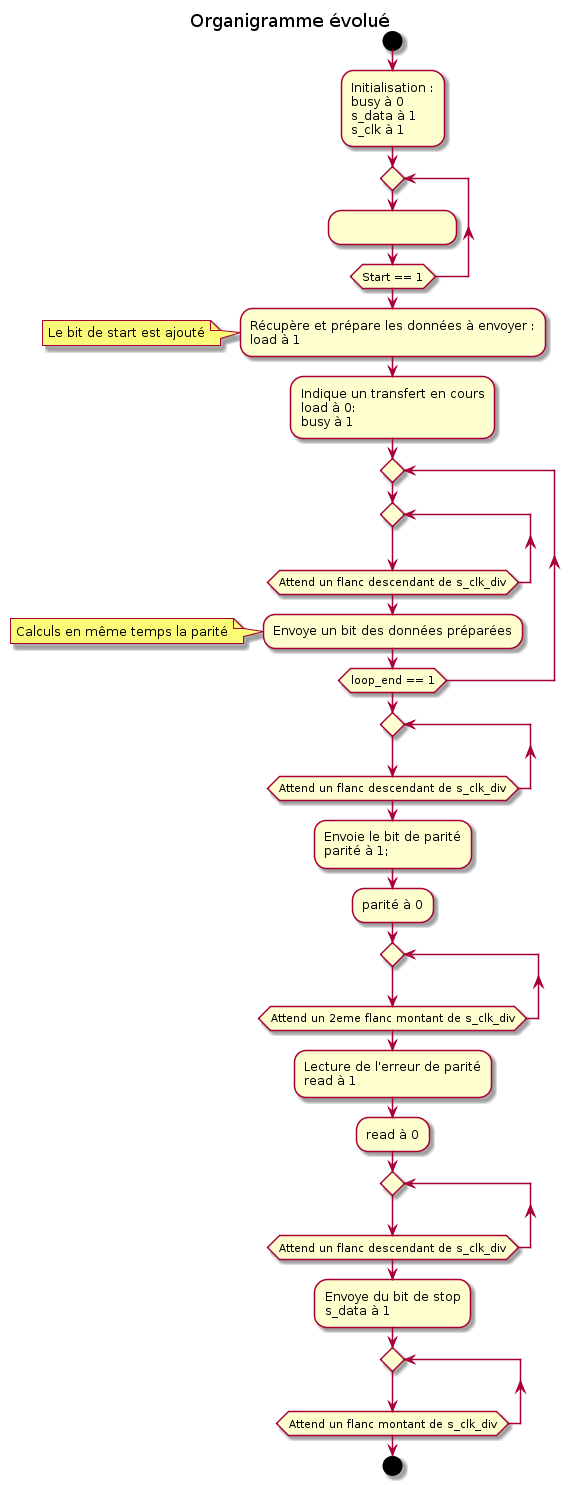 Organigramme évolué
Initialisation :
busy à 0
s_data à 1
s_clk à 1
Start == 1
Le bit de start est ajouté
Récupère et prépare les données à envoyer :
load à 1
Indique un transfert en cours
load à 0:
busy à 1
Attend un flanc descendant de s_clk_div
Calculs en même temps la parité
Envoye un bit des données préparées
loop_end == 1
Attend un flanc descendant de s_clk_div
Envoie le bit de parité
parité à 1;
parité à 0
Attend un 2eme flanc montant de s_clk_div
Lecture de l'erreur de parité
read à 1
read à 0
Attend un flanc descendant de s_clk_div
Envoye du bit de stop
s_data à 1
Attend un flanc montant de s_clk_div